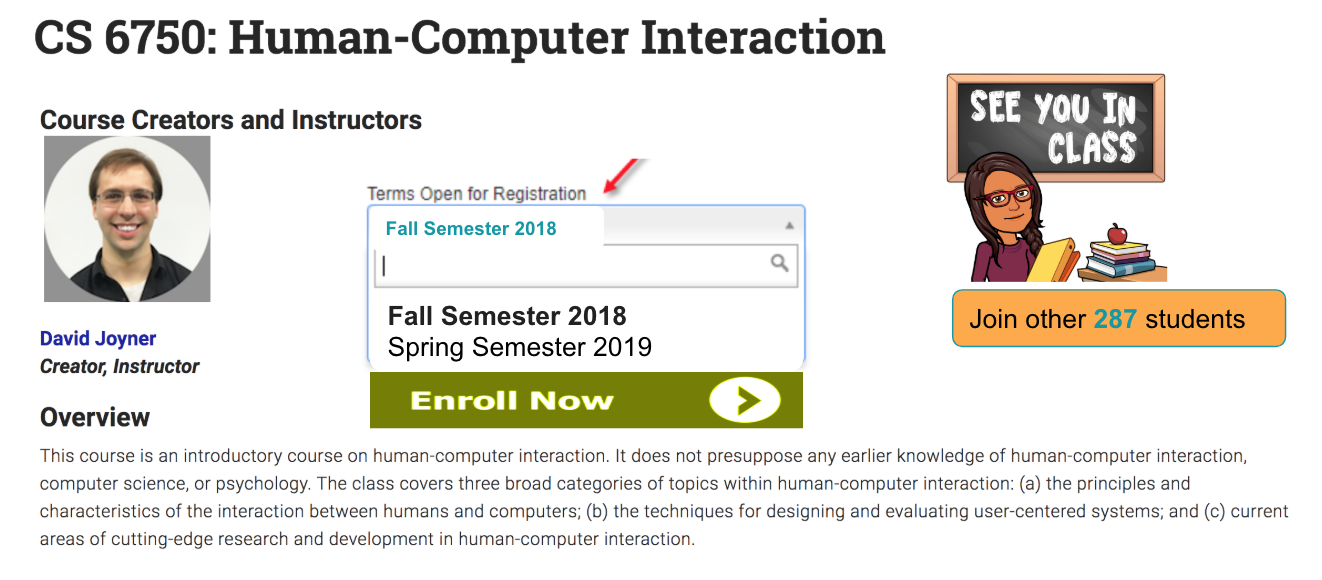 CS 6750: Human-Computer Interaction
Course Creators and Instructors
SEE YOU IN
CLASS
Terms Open for Registration
Fall Semester 2018
Fall Semester 2018
Spring Semester 2019
Enroll Now
Join other 287 students
David Joyner
Creator, Instructor
Overview
This course is an introductory course on human-computer interaction. It does not presuppose any earlier knowledge of human-computer interaction,
computer science, or psychology. The class covers three broad categories of topics within human-computer interaction: (a) the principles and
characteristics of the interaction between humans and computers; (b) the techniques for designing and evaluating user-centered systems; and (c) current
areas of cutting-edge research and development in human-computer interaction.